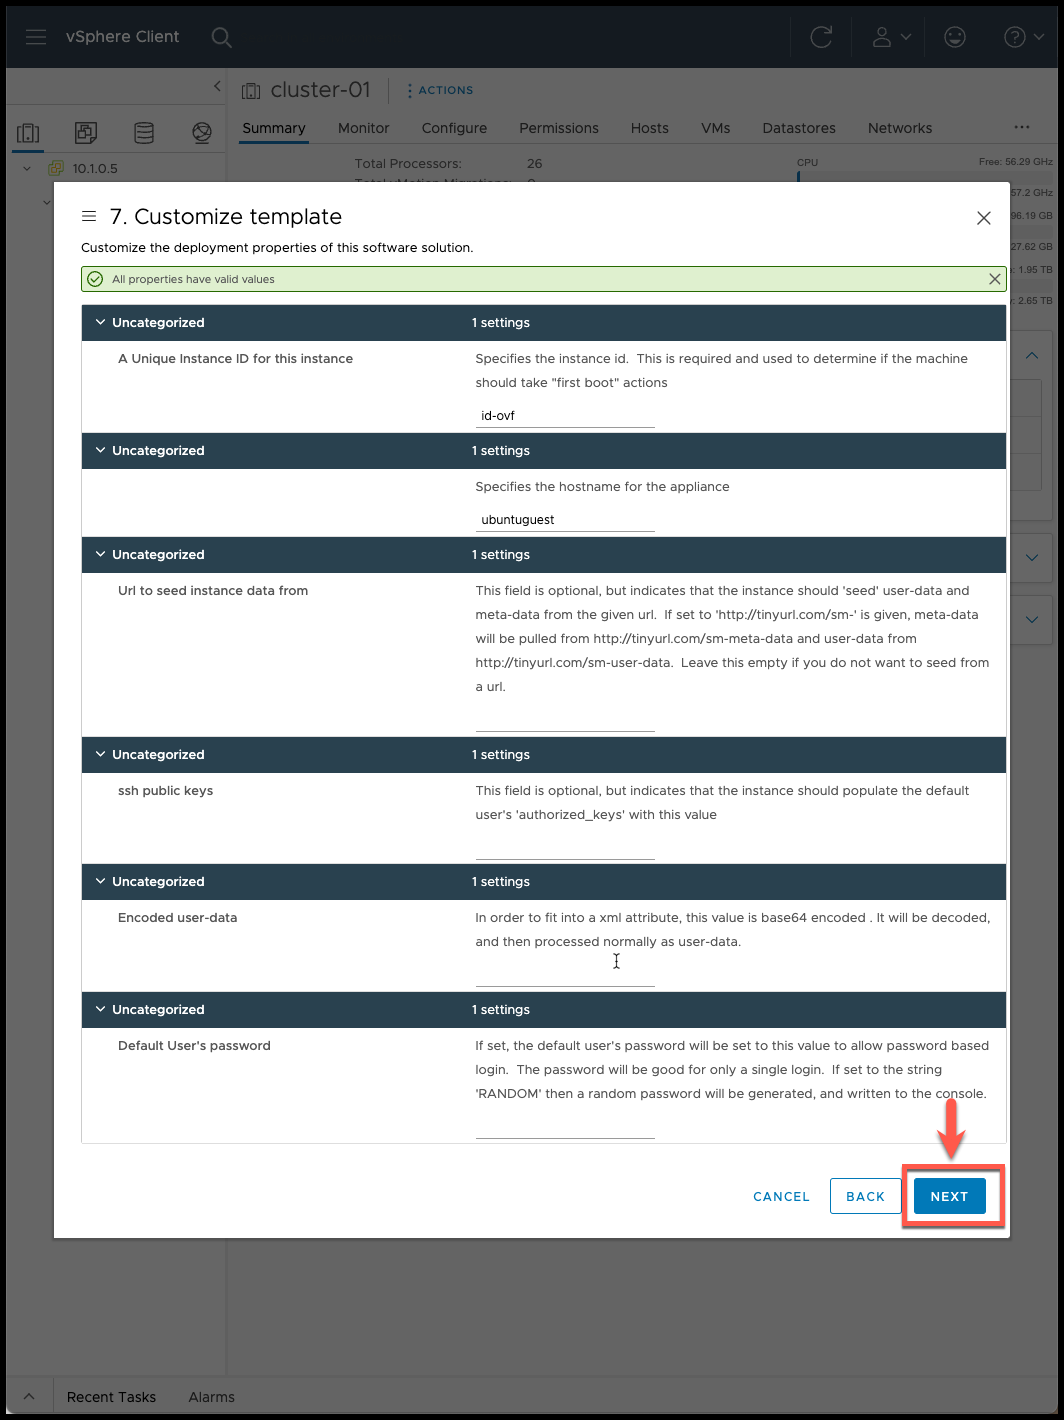 vSphere Client
cluster-01
ACTIONS
Summary Monitor Configure Permissions Hosts VMs Datastores Networks
10.1.0.5
Total Processors: 26
CPU Free: 56.29 GHz
57.2 GHz
96.19 GB
27.62 GB
: 1.95 TB
: 2.65 TB
7. Customize template
Customize the deployment properties of this software solution.
All properties have valid values
Uncategorized 1 settings
A Unique Instance ID for this instance
Specifies the instance id. This is required and used to determine if the machine
should take "first boot" actions
id-ovf
Uncategorized 1 settings
Specifies the hostname for the appliance
ubuntuguest
Uncategorized 1 settings
Url to seed instance data from
This field is optional, but indicates that the instance should 'seed' user-data and
meta-data from the given url. If set to 'http://tinyurl.com/sm-' is given, meta-data
will be pulled from http://tinyurl.com/sm-meta-data and user-data from
http://tinyurl.com/sm-user-data. Leave this empty if you do not want to seed from
a url.
Uncategorized 1 settings
ssh public keys
This field is optional, but indicates that the instance should populate the default
user's 'authorized_keys' with this value
Uncategorized 1 settings
Encoded user-data
In order to fit into a xml attribute, this value is base64 encoded . It will be decoded,
and then processed normally as user-data.
Uncategorized 1 settings
Default User's password
If set, the default user's password will be set to this value to allow password based
login. The password will be good for only a single login. If set to the string
'RANDOM' then a random password will be generated, and written to the console.
CANCEL BACK NEXT
Recent Tasks Alarms